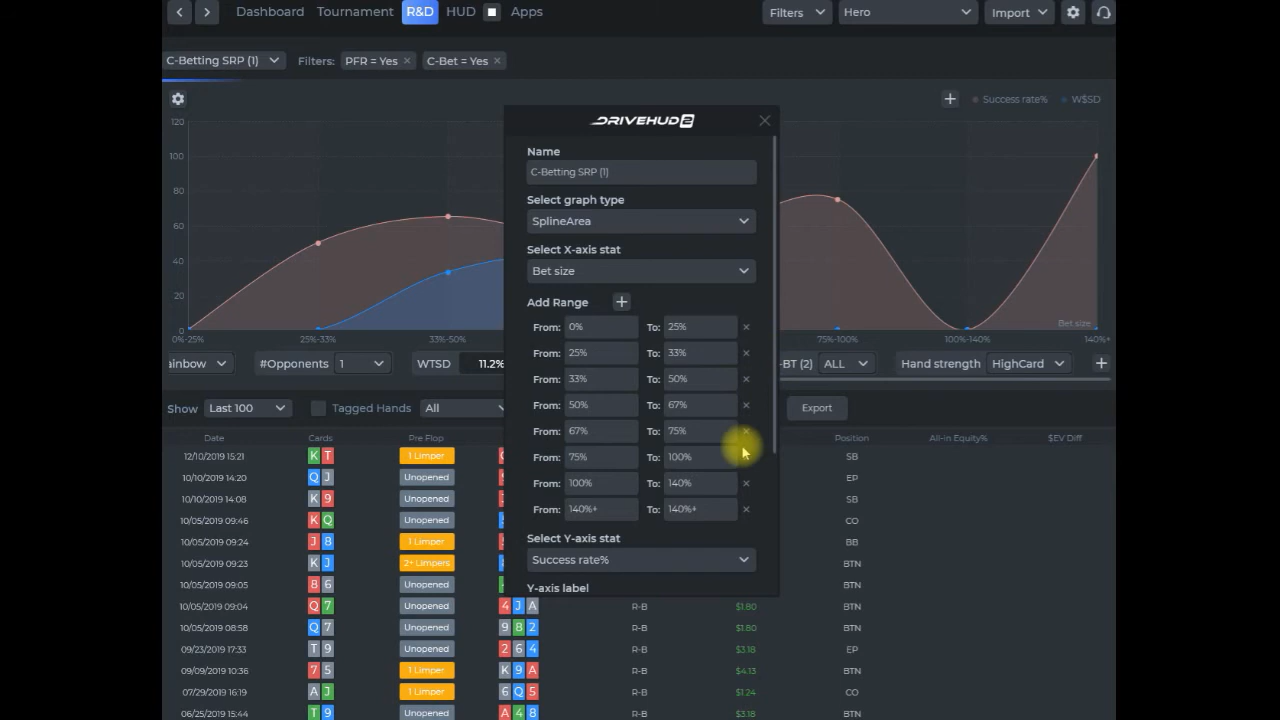 Dashboard Tournament R&D HUD Apps Filters Hero Import
C-Betting SRP (1) Filters: PFR = Yes × C-Bet = Yes ×
Success rate% W$SD
DRIVEHUD 2
120
100
80
60
40
20
0
0%-25% 25%-33% 33%-50% 75%-100% 100%-140% 140%+
Bet size
Name
C-Betting SRP (1)
Select graph type
SplineArea
Select X-axis stat
Bet size
Add Range +
From: 0% To: 25% ×
From: 25% To: 33% ×
From: 33% To: 50% ×
From: 50% To: 67% ×
From: 67% To: 75% ×
From: 75% To: 100%
From: 100% To: 140% ×
From: 140%+ To: 140%+ ×
Select Y-axis stat
Success rate%
Y-axis label
ainbow #Opponents 1 WTSD 11.2% -BT (2) ALL Hand strength HighCard +
Show Last 100 Tagged Hands All Export
Date Cards Pre Flop Position All-in Equity% $EV Diff
12/10/2019 15:21 K T 1 Limper SB
10/10/2019 14:20 Q J Unopened EP
10/10/2019 14:08 K 9 Unopened SB
10/05/2019 09:46 K Q Unopened CO
10/05/2019 09:24 J 8 1 Limper BB
10/05/2019 09:23 K J 2+ Limpers BTN
10/05/2019 09:05 8 6 Unopened BTN
10/05/2019 09:04 Q 7 Unopened 4 J A R-B $1.80 BTN
10/05/2019 08:58 Q 7 Unopened 9 8 2 R-B $1.80 BTN
09/23/2019 17:33 T 9 Unopened 2 6 4 R-B $3.18 EP
09/09/2019 10:36 7 5 1 Limper K 9 A R-B $4.13 BTN
07/29/2019 16:19 A J 1 Limper 6 Q 5 R-B $1.24 CO
06/25/2019 15:44 T 9 Unopened A 4 8 R-B $3.18 BTN